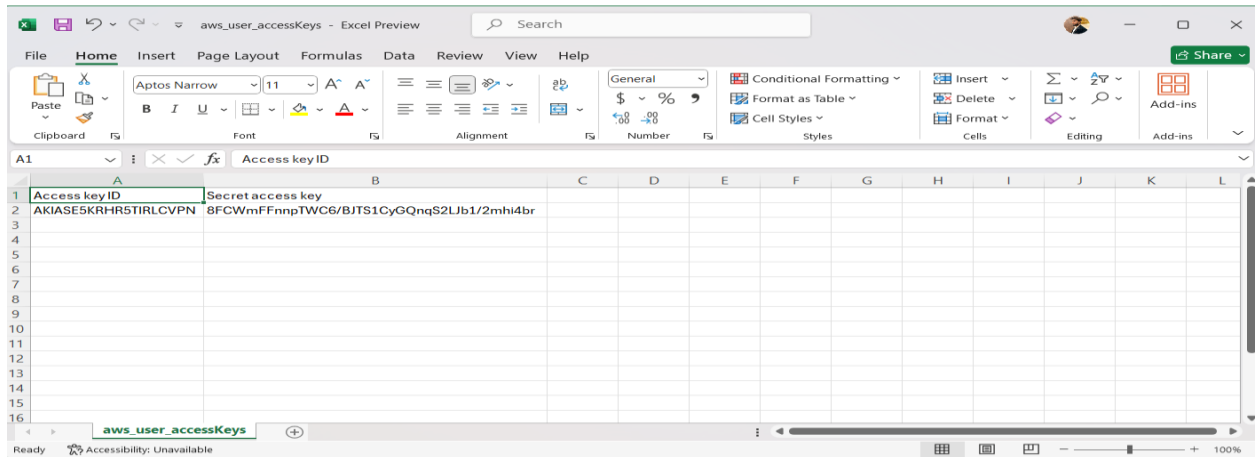 aws_user_accessKeys - Excel Preview
Search
File Home Insert Page Layout Formulas Data Review View Help
Share
Paste
Aptos Narrow 11 A A
B I U A
ab
General
$ % 9
.00
Conditional Formatting
Format as Table
Cell Styles
Insert
Delete
Format
Add-ins
Clipboard Font Alignment Number Styles Cells Editing Add-ins
A1 fx Access key ID
A B C D E F G H I J K L
1 Access key ID Secret access key
2 AKIASE5KRHR5TIRLCVPN 8FCWmFFnnpTWC6/BJTS1CyGQnqS2LJb1/2mhi4br
3
4
5
6
7
8
9
10
11
12
13
14
15
16
aws_user_accessKeys
Ready Accessibility: Unavailable 100%